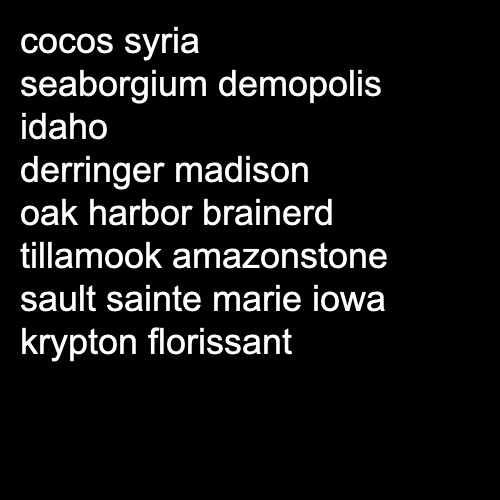 cocos syria
seaborgium demopolis
idaho
derringer madison
oak harbor brainerd
tillamook amazonstone
sault sainte marie iowa
krypton florissant